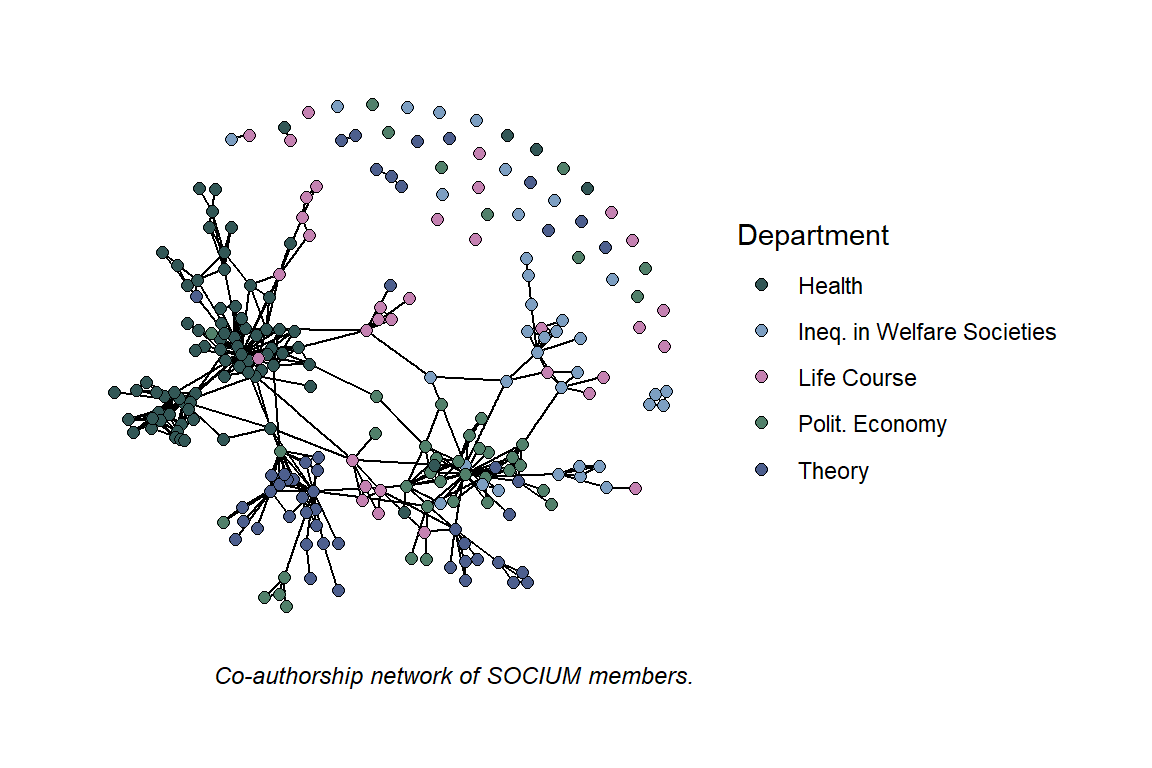 Department
Health
Ineq. in Welfare Societies
Life Course
Polit. Economy
Theory
Co-authorship network of SOCIUM members.